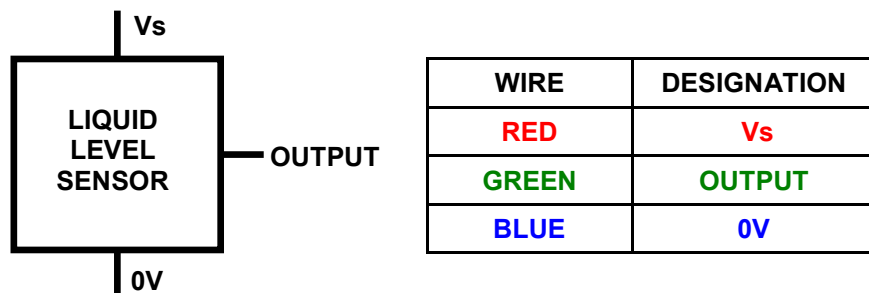 Vs
LIQUID
LEVEL
SENSOR
OUTPUT
0V
WIRE DESIGNATION
RED Vs
GREEN OUTPUT
BLUE 0V